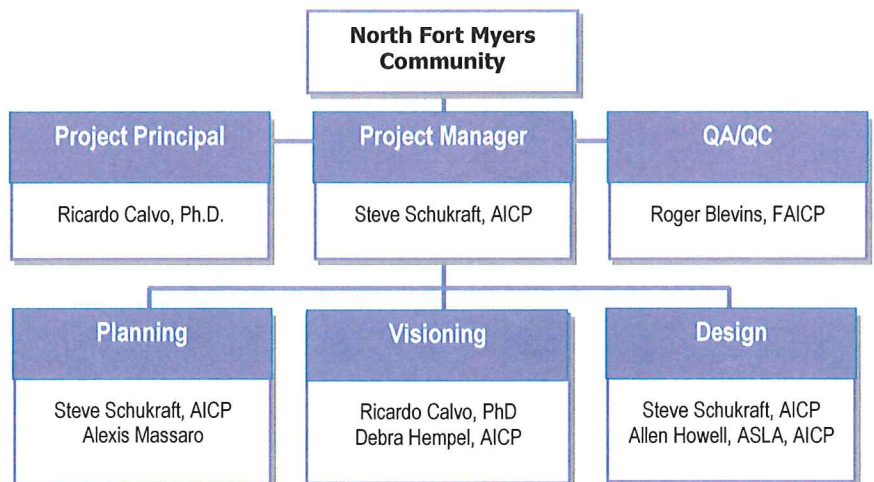 North Fort Myers
Community
Project Principal
Ricardo Calvo, Ph.D.
Project Manager
Steve Schukraft, AICP
QA/QC
Roger Blevins, FAICP
Planning
Steve Schukraft, AICP
Alexis Massaro
Visioning
Ricardo Calvo, PhD
Debra Hempel, AICP
Design
Steve Schukraft, AICP
Allen Howell, ASLA, AICP